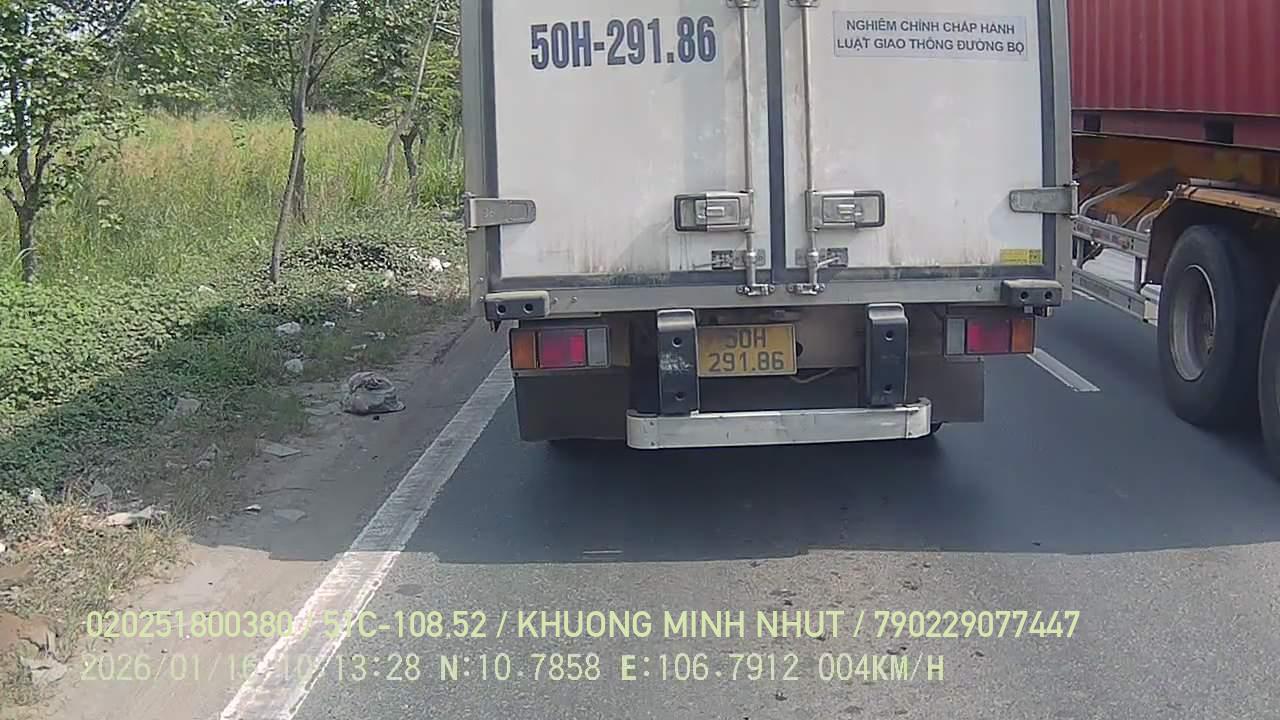 50H-291.86
NGHIÊM CHỈNH CHẤP HÀNH
LUẬT GIAO THÔNG ĐƯỜNG BỘ
50H
291.86
020251800380 / 51C-108.52 / KHUONG MINH NHUT / 790229077447
2026/01/16 10:13:28 N:10.7858 E:106.7912 004KM/H